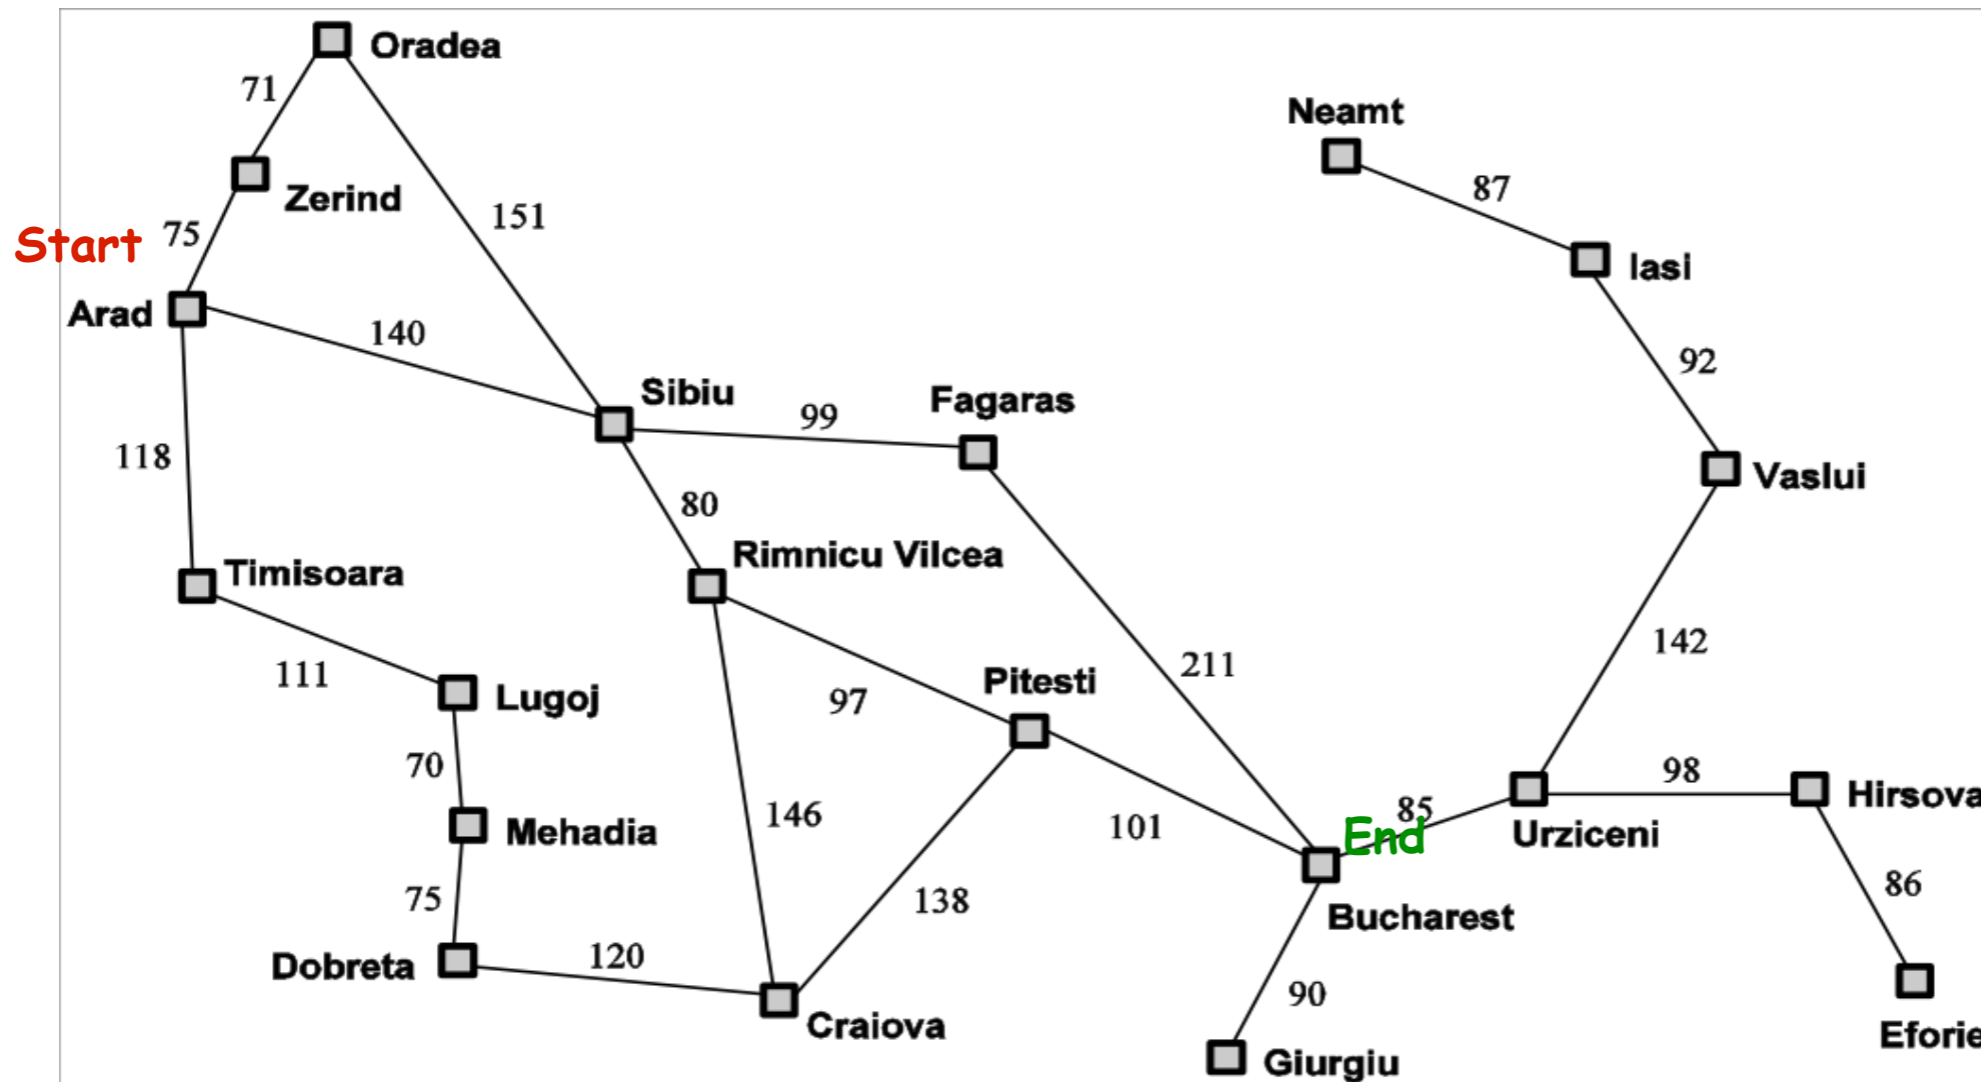 Oradea
71
Neamt
Zerind
87
151
75
Start
Iasi
Arad
140
92
Sibiu
Fagaras
99
118
Vaslui
80
Rimnicu Vilcea
Timisoara
142
211
111
Pitesti
Lugoj
97
70
98
Hirsova
146
85
End
101
Mehadia
Urziceni
86
75
138
Bucharest
120
Dobreta
90
Craiova
Eforie
Giurgiu